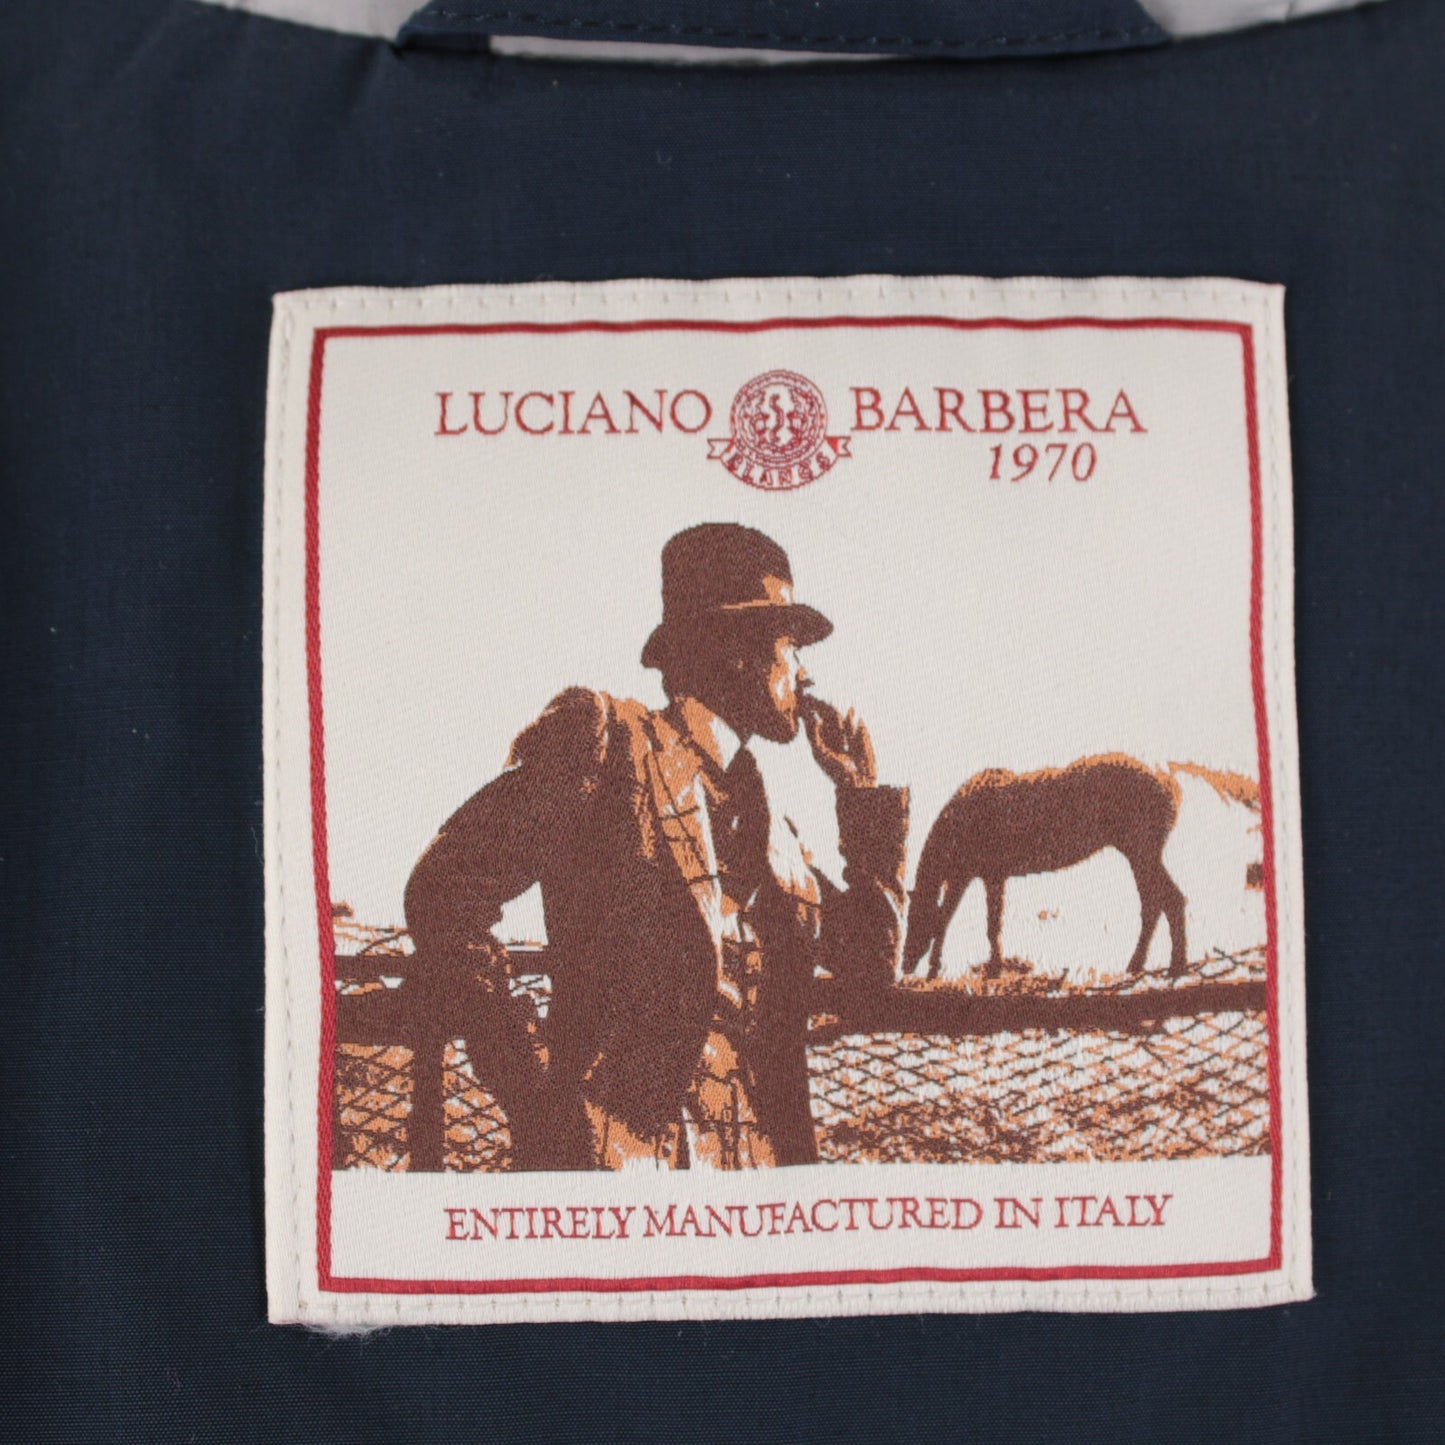 LUCIANO BARBERA
1970
ENTIRELY MANUFACTURED IN ITALY